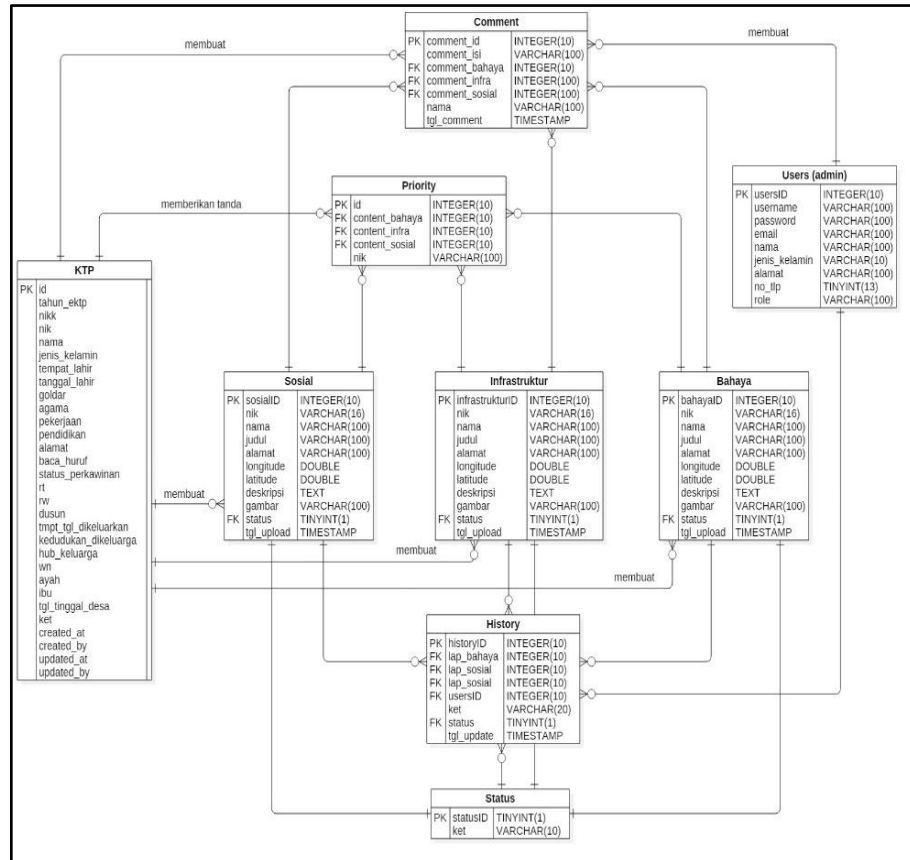 Comment
PK comment_id INTEGER(10)
comment_isi VARCHAR(100)
FK comment_bahaya INTEGER(10)
FK comment_infra INTEGER(100)
FK comment_sosial INTEGER(100)
nama VARCHAR(100)
tgl_comment TIMESTAMP
membuat
membuat
Priority
PK id INTEGER(10)
FK content_bahaya INTEGER(10)
FK content_infra INTEGER(10)
FK content_sosial INTEGER(10)
nik VARCHAR(100)
memberikan tanda
Users (admin)
PK usersID INTEGER(10)
username VARCHAR(100)
password VARCHAR(100)
email VARCHAR(100)
nama VARCHAR(100)
jenis_kelamin VARCHAR(10)
alamat VARCHAR(100)
no_tlp TINYINT(13)
role VARCHAR(100)
KTP
PK id
tahun_ektp
nikk
nik
nama
jenis_kelamin
tempat_lahir
tanggal_lahir
goldar
agama
pekerjaan
pendidikan
alamat
baca_huruf
status_perkawinan
rt
rw
dusun
tmpt_tgl_dikeluarkan
kedudukan_dikeluarga
hub_keluarga
wn
ayah
ibu
tgl_tinggal_desa
ket
created_at
created_by
updated_at
updated_by
Sosial
PK sosialID INTEGER(10)
nik VARCHAR(16)
nama VARCHAR(100)
judul VARCHAR(100)
alamat VARCHAR(100)
longitude DOUBLE
latitude DOUBLE
deskripsi TEXT
gambar VARCHAR(100)
FK status TINYINT(1)
tgl_upload TIMESTAMP
Infrastruktur
PK infrastrukturID INTEGER(10)
nik VARCHAR(16)
nama VARCHAR(100)
judul VARCHAR(100)
alamat VARCHAR(100)
longitude DOUBLE
latitude DOUBLE
deskripsi TEXT
gambar VARCHAR(100)
FK status TINYINT(1)
tgl_upload TIMESTAMP
Bahaya
PK bahayaID INTEGER(10)
nik VARCHAR(16)
nama VARCHAR(100)
judul VARCHAR(100)
alamat VARCHAR(100)
longitude DOUBLE
latitude DOUBLE
deskripsi TEXT
gambar VARCHAR(100)
FK status TINYINT(1)
tgl_upload TIMESTAMP
membuat
membuat
membuat
History
PK historyID INTEGER(10)
FK lap_bahaya INTEGER(10)
FK lap_sosial INTEGER(10)
FK lap_sosial INTEGER(10)
FK usersID INTEGER(10)
ket VARCHAR(20)
FK status TINYINT(1)
tgl_update TIMESTAMP
Status
PK statusID TINYINT(1)
ket VARCHAR(10)